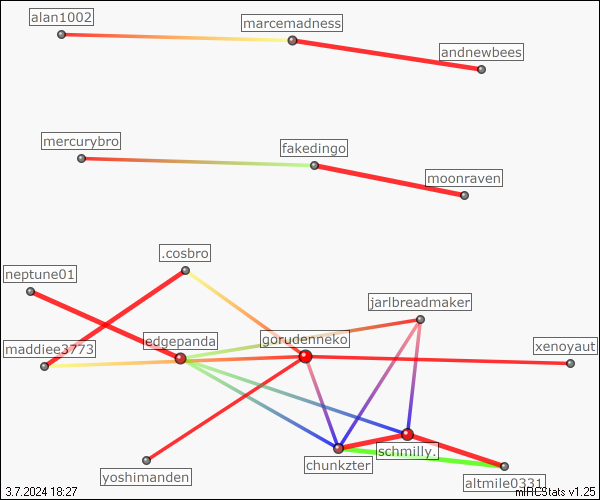 alan1002
marcemadness
andnewbees
mercurybro
fakedingo
moonraven
.cosbro
neptune01
jarlbreadmaker
edgepanda
gorudenneko
maddiee3773
xenoyaut
schmilly.
chunkzter
yoshimanden
altmile0331
3.7.2024 18:27
mIRCStats v1.25